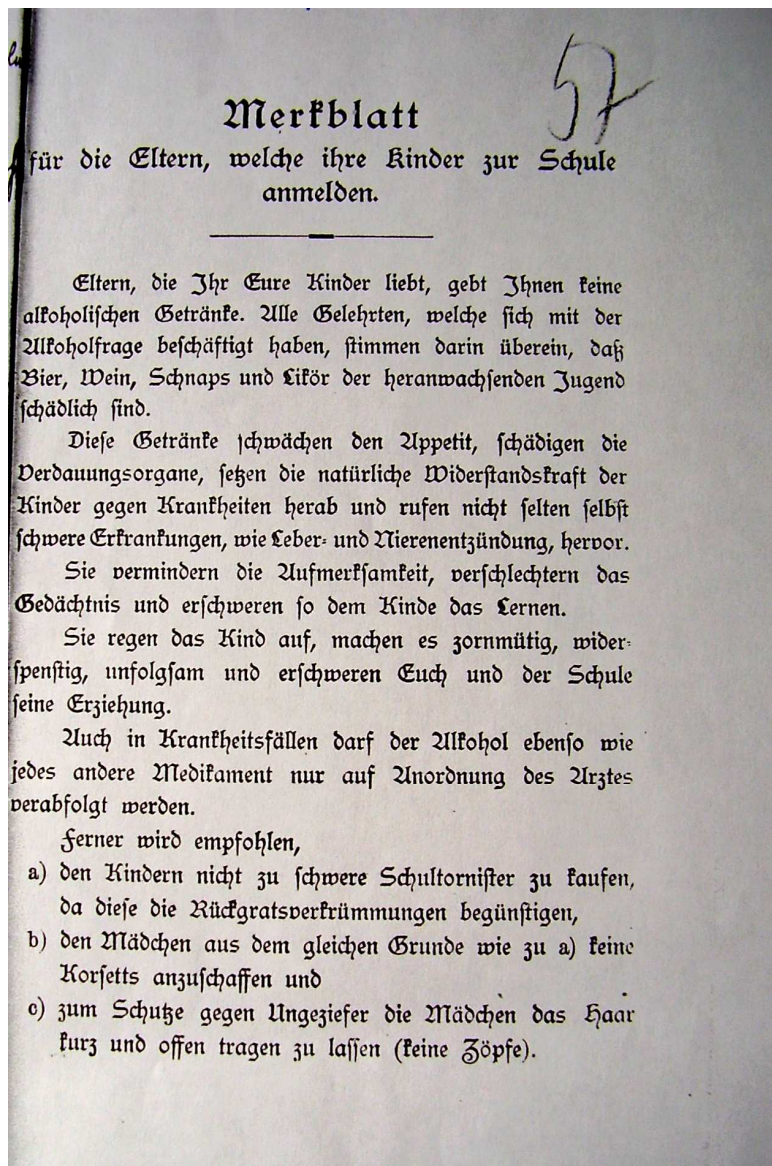 57
Merkblatt
für die Eltern, welche ihre Kinder zur Schule
anmelden.
Eltern, die Ihr Eure Kinder liebt, gebt Ihnen keine
alkoholischen Getränke. Alle Gelehrten, welche sich mit der
Alkoholfrage beschäftigt haben, stimmen darin überein, daß
Bier, Wein, Schnaps und Likör der heranwachsenden Jugend
schädlich sind.
Diese Getränke schwächen den Appetit, schädigen die
Verdauungsorgane, setzen die natürliche Widerstandskraft der
Kinder gegen Krankheiten herab und rufen nicht selten selbst
schwere Erkrankungen, wie Leber- und Nierenentzündung, hervor.
Sie vermindern die Aufmerksamkeit, verschlechtern das
Gedächtnis und erschweren so dem Kinde das Lernen.
Sie regen das Kind auf, machen es zornmütig, wider-
spenstig, unfolgsam und erschweren Euch und der Schule
seine Erziehung.
Auch in Krankheitsfällen darf der Alkohol ebenso wie
jedes andere Medikament nur auf Anordnung des Arztes
verabfolgt werden.
Ferner wird empfohlen,
a) den Kindern nicht zu schwere Schultornister zu kaufen,
da diese die Rückgratsverkrümmungen begünstigen,
b) den Mädchen aus dem gleichen Grunde wie zu a) keine
Korsetts anzuschaffen und
c) zum Schutze gegen Ungeziefer die Mädchen das Haar
kurz und offen tragen zu lassen (keine Zöpfe).